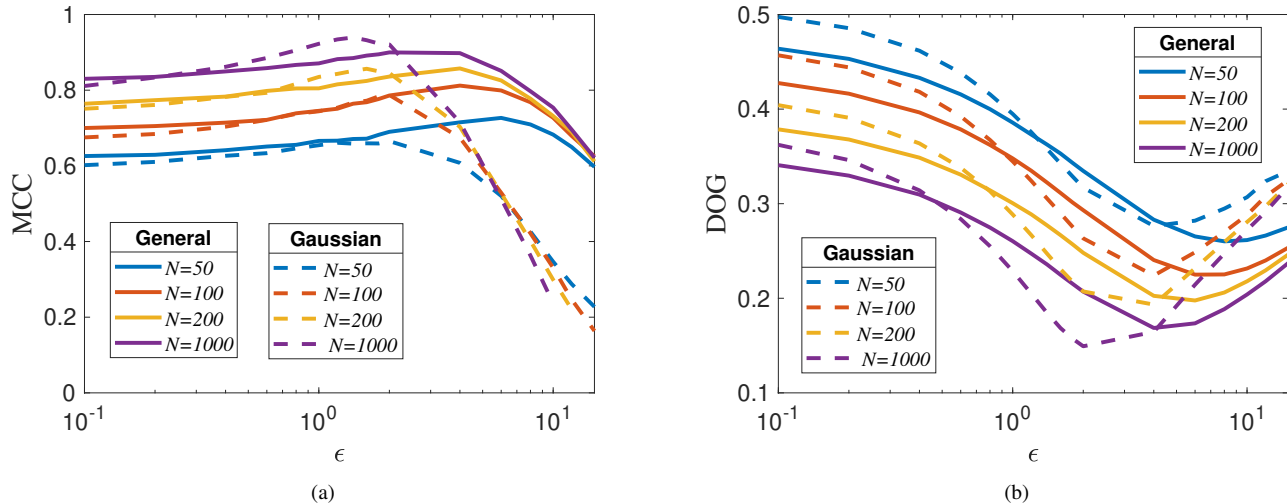 1
0.8
0.6
0.4
0.2
0
MCC
10^-1
10^0
10^1
ϵ
General
N=50
N=100
N=200
N=1000
Gaussian
N=50
N=100
N=200
N=1000
(a)
0.5
0.4
0.3
0.2
0.1
DOG
10^-1
10^0
10^1
ϵ
General
N=50
N=100
N=200
N=1000
Gaussian
N=50
N=100
N=200
N=1000
(b)